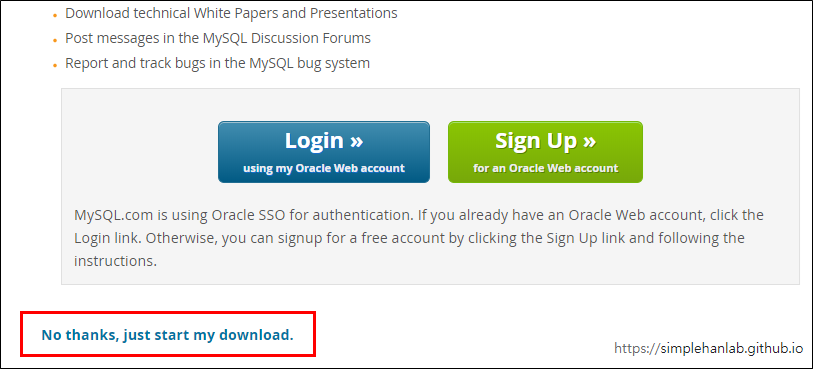 • Download technical White Papers and Presentations
• Post messages in the MySQL Discussion Forums
• Report and track bugs in the MySQL bug system
Login »
using my Oracle Web account
Sign Up »
for an Oracle Web account
MySQL.com is using Oracle SSO for authentication. If you already have an Oracle Web account, click the
Login link. Otherwise, you can signup for a free account by clicking the Sign Up link and following the
instructions.
No thanks, just start my download.
https://simplehanlab.github.io